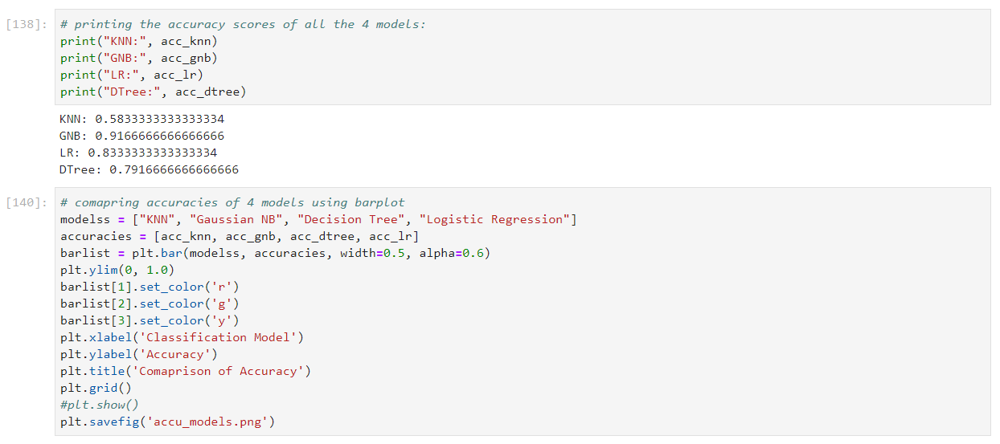 [138]: # printing the accuracy scores of all the 4 models:
print("KNN:", acc_knn)
print("GNB:", acc_gnb)
print("LR:", acc_lr)
print("DTree:", acc_dtree)
KNN: 0.5833333333333334
GNB: 0.9166666666666666
LR: 0.8333333333333334
DTree: 0.7916666666666666
[140]: # comapring accuracies of 4 models using barplot
modelss = ["KNN", "Gaussian NB", "Decision Tree", "Logistic Regression"]
accuracies = [acc_knn, acc_gnb, acc_dtree, acc_lr]
barlist = plt.bar(modelss, accuracies, width=0.5, alpha=0.6)
plt.ylim(0, 1.0)
barlist[1].set_color('r')
barlist[2].set_color('g')
barlist[3].set_color('y')
plt.xlabel('Classification Model')
plt.ylabel('Accuracy')
plt.title('Comaprison of Accuracy')
plt.grid()
#plt.show()
plt.savefig('accu_models.png')